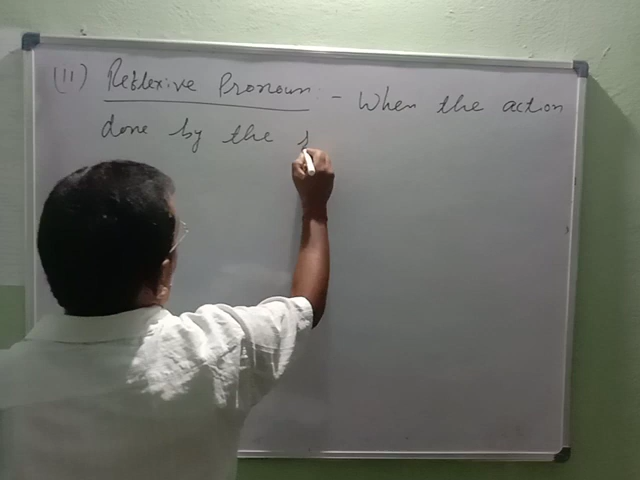 (11) Reflexive Pronoun :- When the action
done by the s